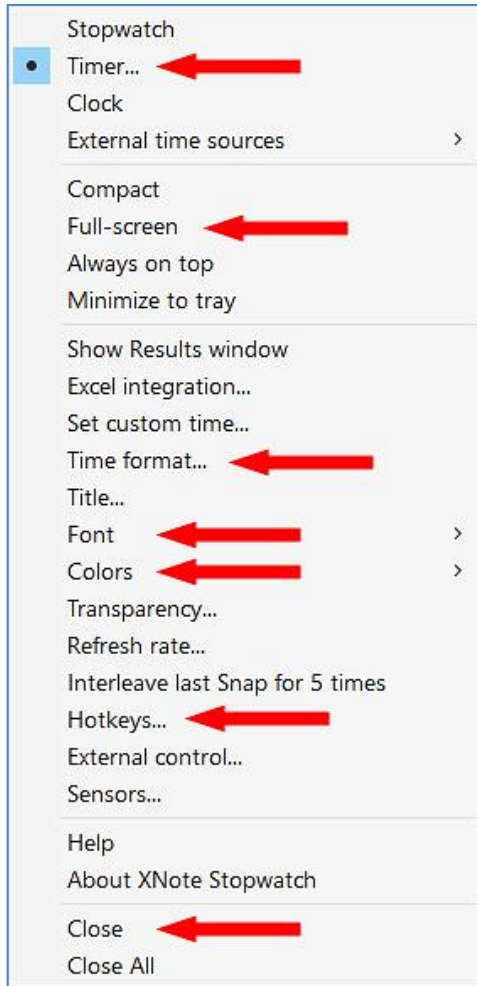 Stopwatch
Timer...
Clock
External time sources
Compact
Full-screen
Always on top
Minimize to tray
Show Results window
Excel integration...
Set custom time...
Time format...
Title...
Font
Colors
Transparency...
Refresh rate...
Interleave last Snap for 5 times
Hotkeys...
External control...
Sensors...
Help
About XNote Stopwatch
Close
Close All